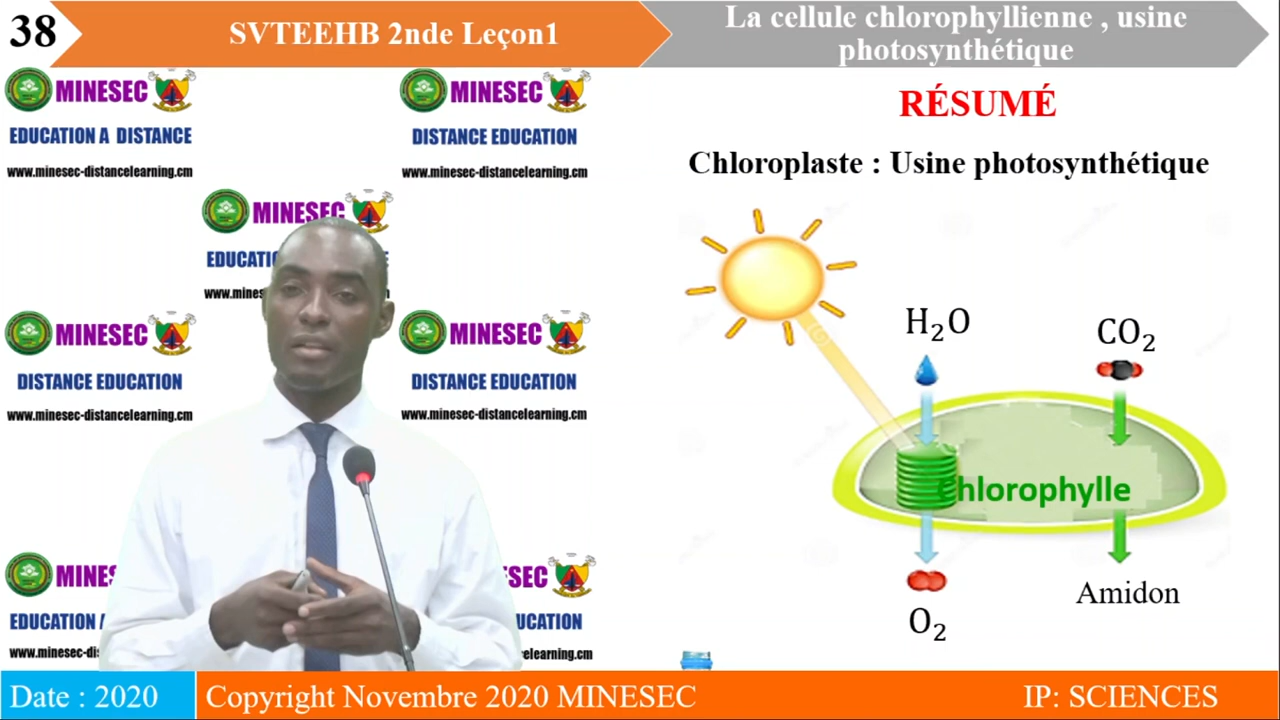 38
SVTEEHB 2nde Leçon1
La cellule chlorophyllienne , usine
photosynthétique
MINESEC
EDUCATION A DISTANCE
www.minesec-distancelearning.cm
MINESEC
DISTANCE EDUCATION
www.minesec-distancelearning.cm
RÉSUMÉ
Chloroplaste : Usine photosynthétique
MINESEC
MINESEC
DISTANCE EDUCATION
www.minesec-distancelearning.cm
MINESEC
DISTANCE EDUCATION
www.minesec-distancelearning.cm
H₂O
CO₂
Chlorophylle
Amidon
O₂
EDUCATION
Date : 2020
Copyright Novembre 2020 MINESEC
IP: SCIENCES